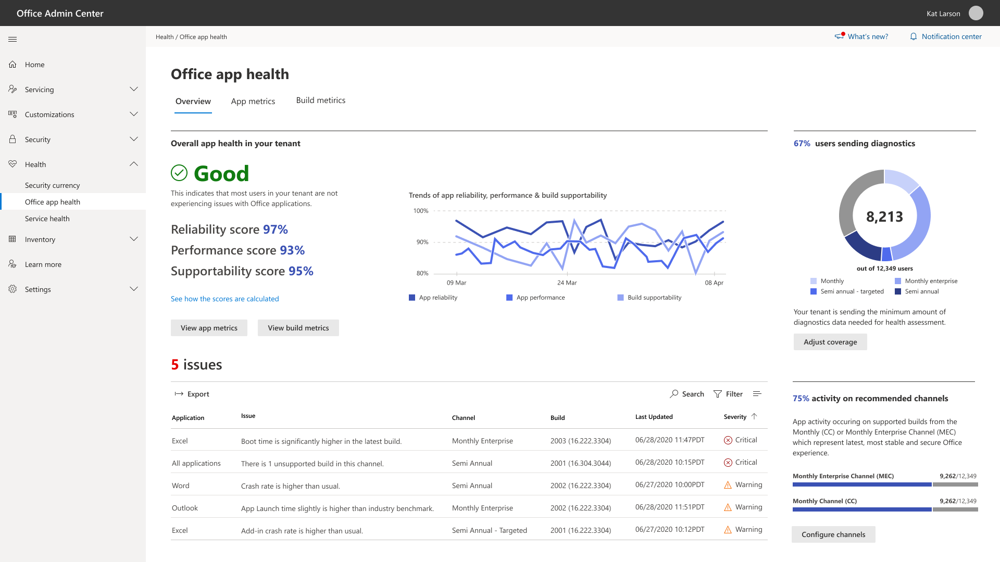 Office Admin Center
Kat Larson
Health / Office app health
What's new?
Notification center
Home
Servicing
Customizations
Security
Health
Security currency
Office app health
Service health
Inventory
Learn more
Settings
Office app health
Overview
App metrics
Build metirics
Overall app health in your tenant
Good
This indicates that most users in your tenant are not
experiencing issues with Office applications.
Reliability score 97%
Performance score 93%
Supportability score 95%
See how the scores are calculated
View app metrics
View build metrics
Trends of app reliability, performance & build supportability
100%
90%
80%
09 Mar
24 Mar
08 Apr
App reliability
App performance
Build supportability
67% users sending diagnostics
8,213
out of 12,349 users
Monthly
Monthly enterprise
Semi annual - targeted
Semi annual
Your tenant is sending the minimum amount of
diagnostics data needed for health assessment.
Adjust coverage
5 issues
Export
Search
Filter
Application
Issue
Channel
Build
Last Updated
Severity
Excel
Boot time is significantly higher in the latest build.
Monthly Enterprise
2003 (16.222.3304)
06/28/2020 11:47PDT
Critical
All applications
There is 1 unsupported build in this channel.
Semi Annual
2001 (16.304.3044)
06/28/2020 10:15PDT
Critical
Word
Crash rate is higher than usual.
Semi Annual
2002 (16.222.3304)
06/27/2020 10:00PDT
Warning
Outlook
App Launch time slightly is higher than industry benchmark.
Monthly Enterprise
2002 (16.222.3304)
06/28/2020 11:51PDT
Warning
Excel
Add-in crash rate is higher than usual.
Semi Annual - Targeted
2001 (16.222.3304)
06/27/2020 10:12PDT
Warning
75% activity on recommended channels
App activity occuring on supported builds from the
Monthly (CC) or Monthly Enterprise Channel (MEC)
which represent latest, most stable and secure Office
experience.
Monthly Enterprise Channel (MEC)
9,262/12,349
Monthly Channel (CC)
9,262/12,349
Configure channels